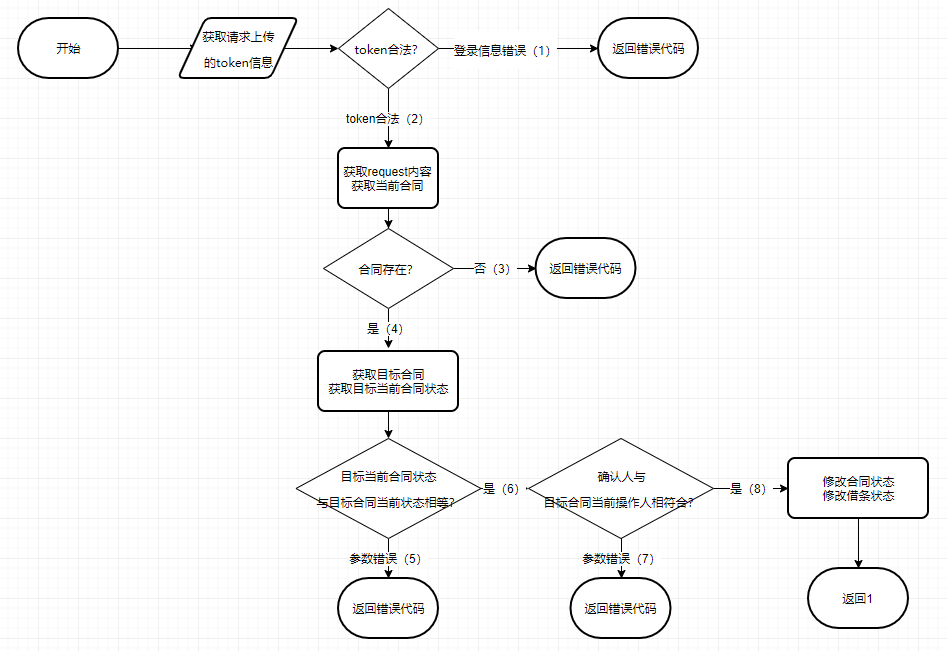 开始
获取请求上传
的token信息
token合法?
登录信息错误（1）
返回错误代码
token合法（2）
获取request内容
获取当前合同
合同存在?
否（3）
返回错误代码
是（4）
获取目标合同
获取目标当前合同状态
目标当前合同状态
与目标合同当前状态相等?
是（6）
确认人与
目标合同当前操作人相符合?
是（8）
修改合同状态
修改借条状态
参数错误（5）
参数错误（7）
返回错误代码
返回错误代码
返回1